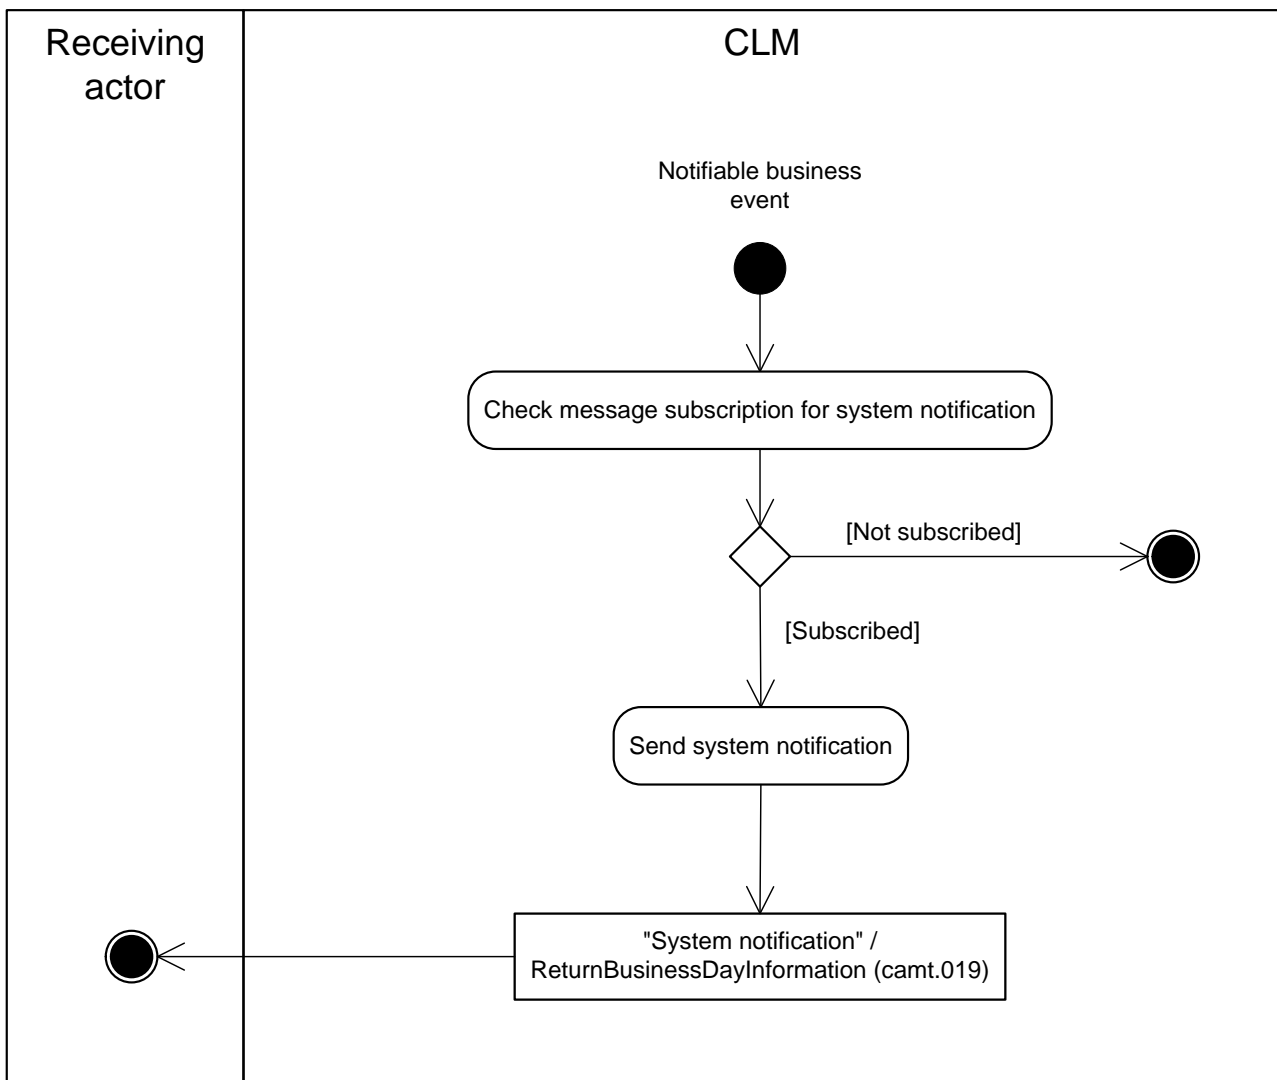 Receiving
actor
CLM
Notifiable business
event
Check message subscription for system notification
[Not subscribed]
[Subscribed]
Send system notification
"System notification" /
ReturnBusinessDayInformation (camt.019)